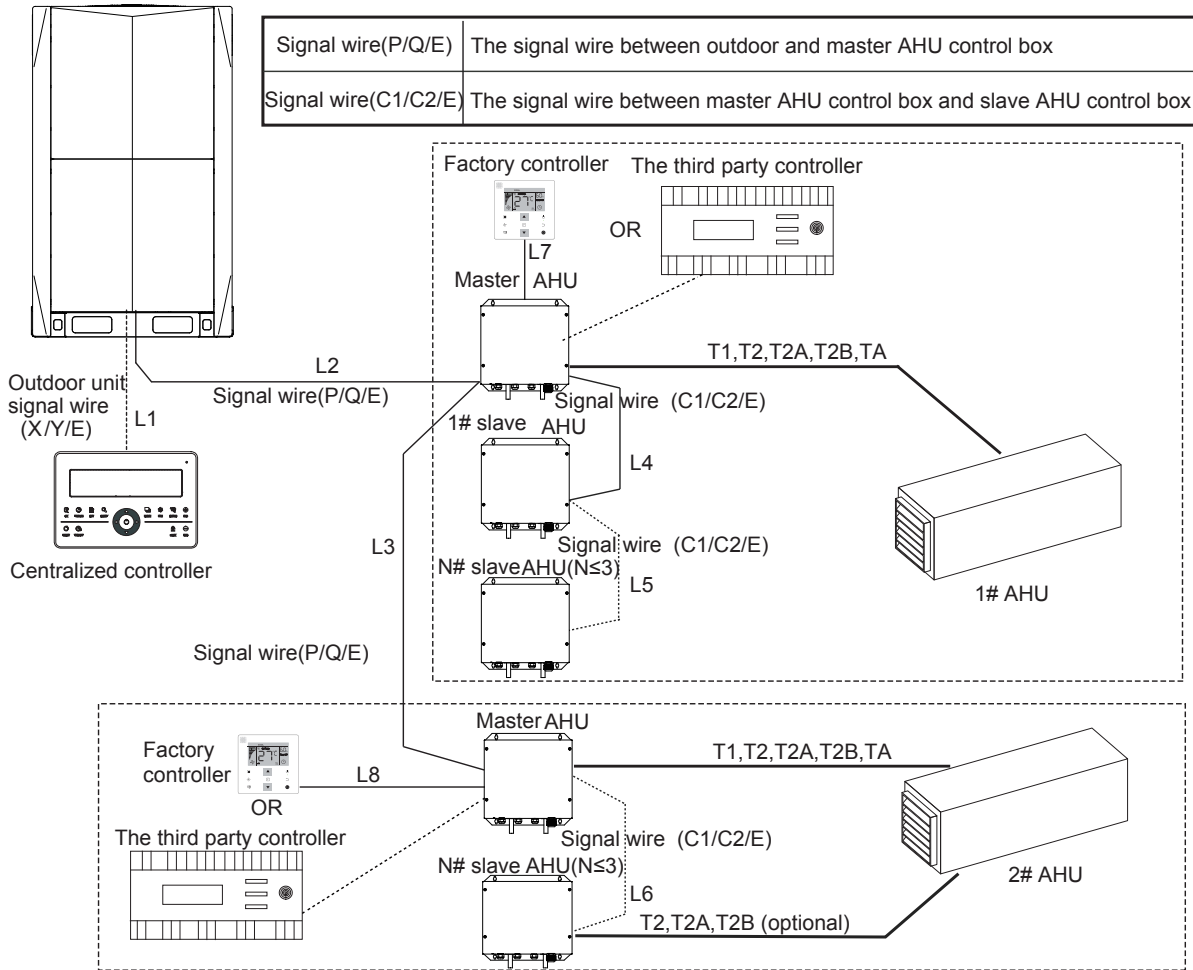 Signal wire(P/Q/E) The signal wire between outdoor and master AHU control box
Signal wire(C1/C2/E) The signal wire between master AHU control box and slave AHU control box
Factory controller
The third party controller
OR
L7
Master AHU
L2
Signal wire(P/Q/E)
T1,T2,T2A,T2B,TA
Outdoor unit
signal wire
(X/Y/E)
L1
Signal wire (C1/C2/E)
1# slave AHU
L4
L3
Signal wire (C1/C2/E)
Centralized controller
N# slave AHU(N≤3)
L5
1# AHU
Signal wire(P/Q/E)
Master AHU
Factory
controller
L8
T1,T2,T2A,T2B,TA
OR
The third party controller
Signal wire (C1/C2/E)
N# slave AHU(N≤3)
L6
2# AHU
T2,T2A,T2B (optional)